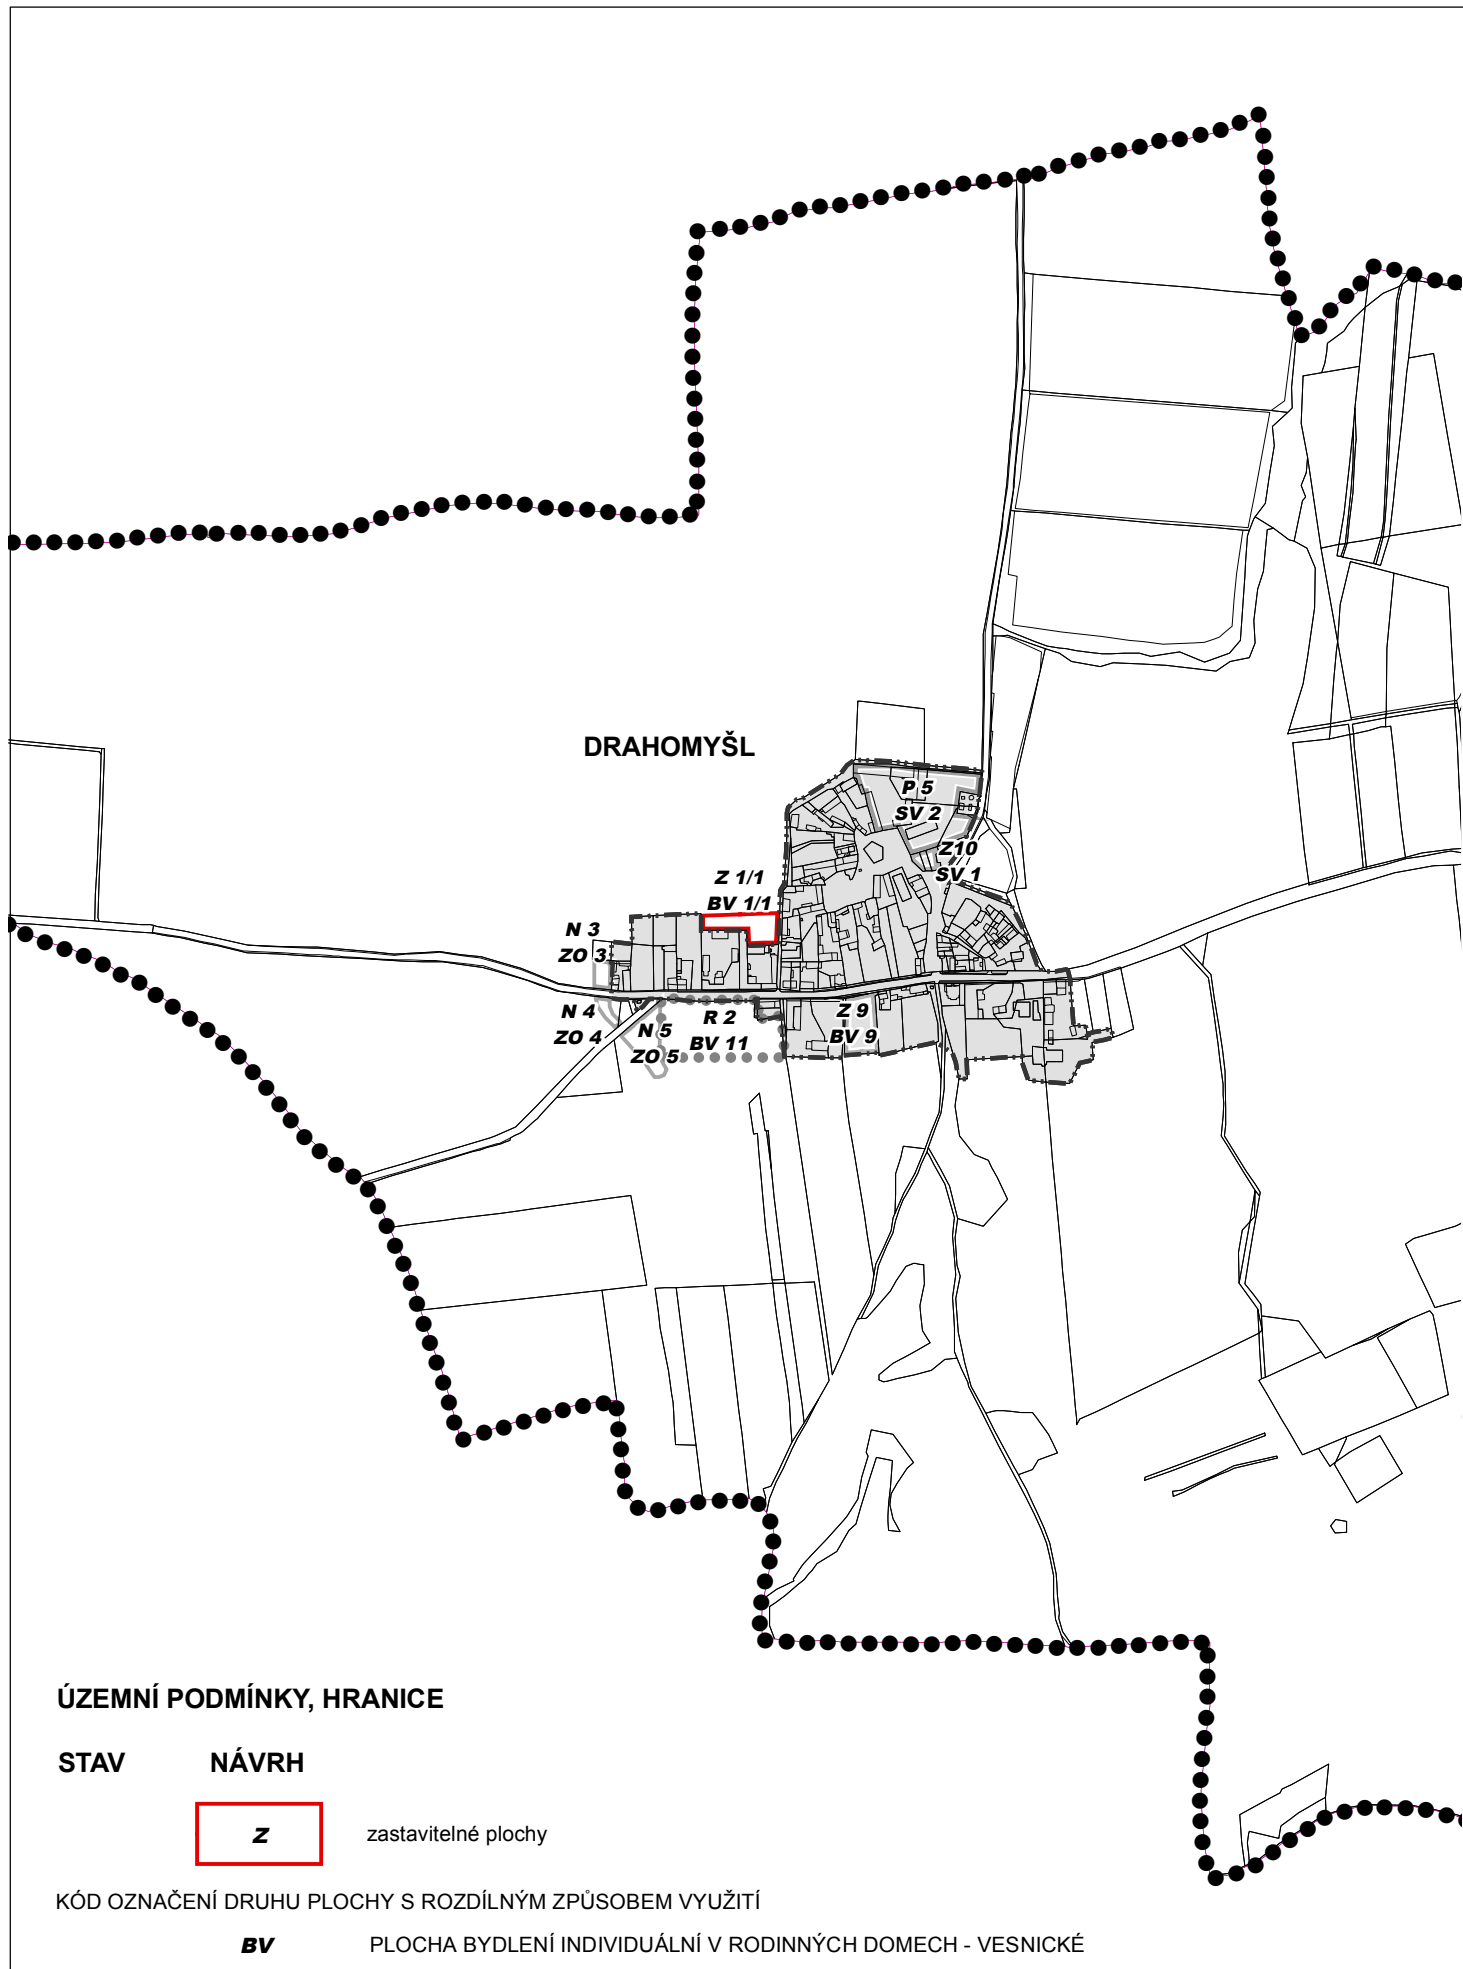 DRAHOMYŠL
P 5
SV 2
Z10
SV 1
Z 1/1
BV 1/1
N 3
ZO 3
N 4
ZO 4
N 5
ZO 5
R 2
BV 11
Z 9
BV 9
ÚZEMNÍ PODMÍNKY, HRANICE
STAV NÁVRH
Z zastavitelné plochy
KÓD OZNAČENÍ DRUHU PLOCHY S ROZDÍLNÝM ZPŮSOBEM VYUŽITÍ
BV PLOCHA BYDLENÍ INDIVIDUÁLNÍ V RODINNÝCH DOMECH - VESNICKÉ